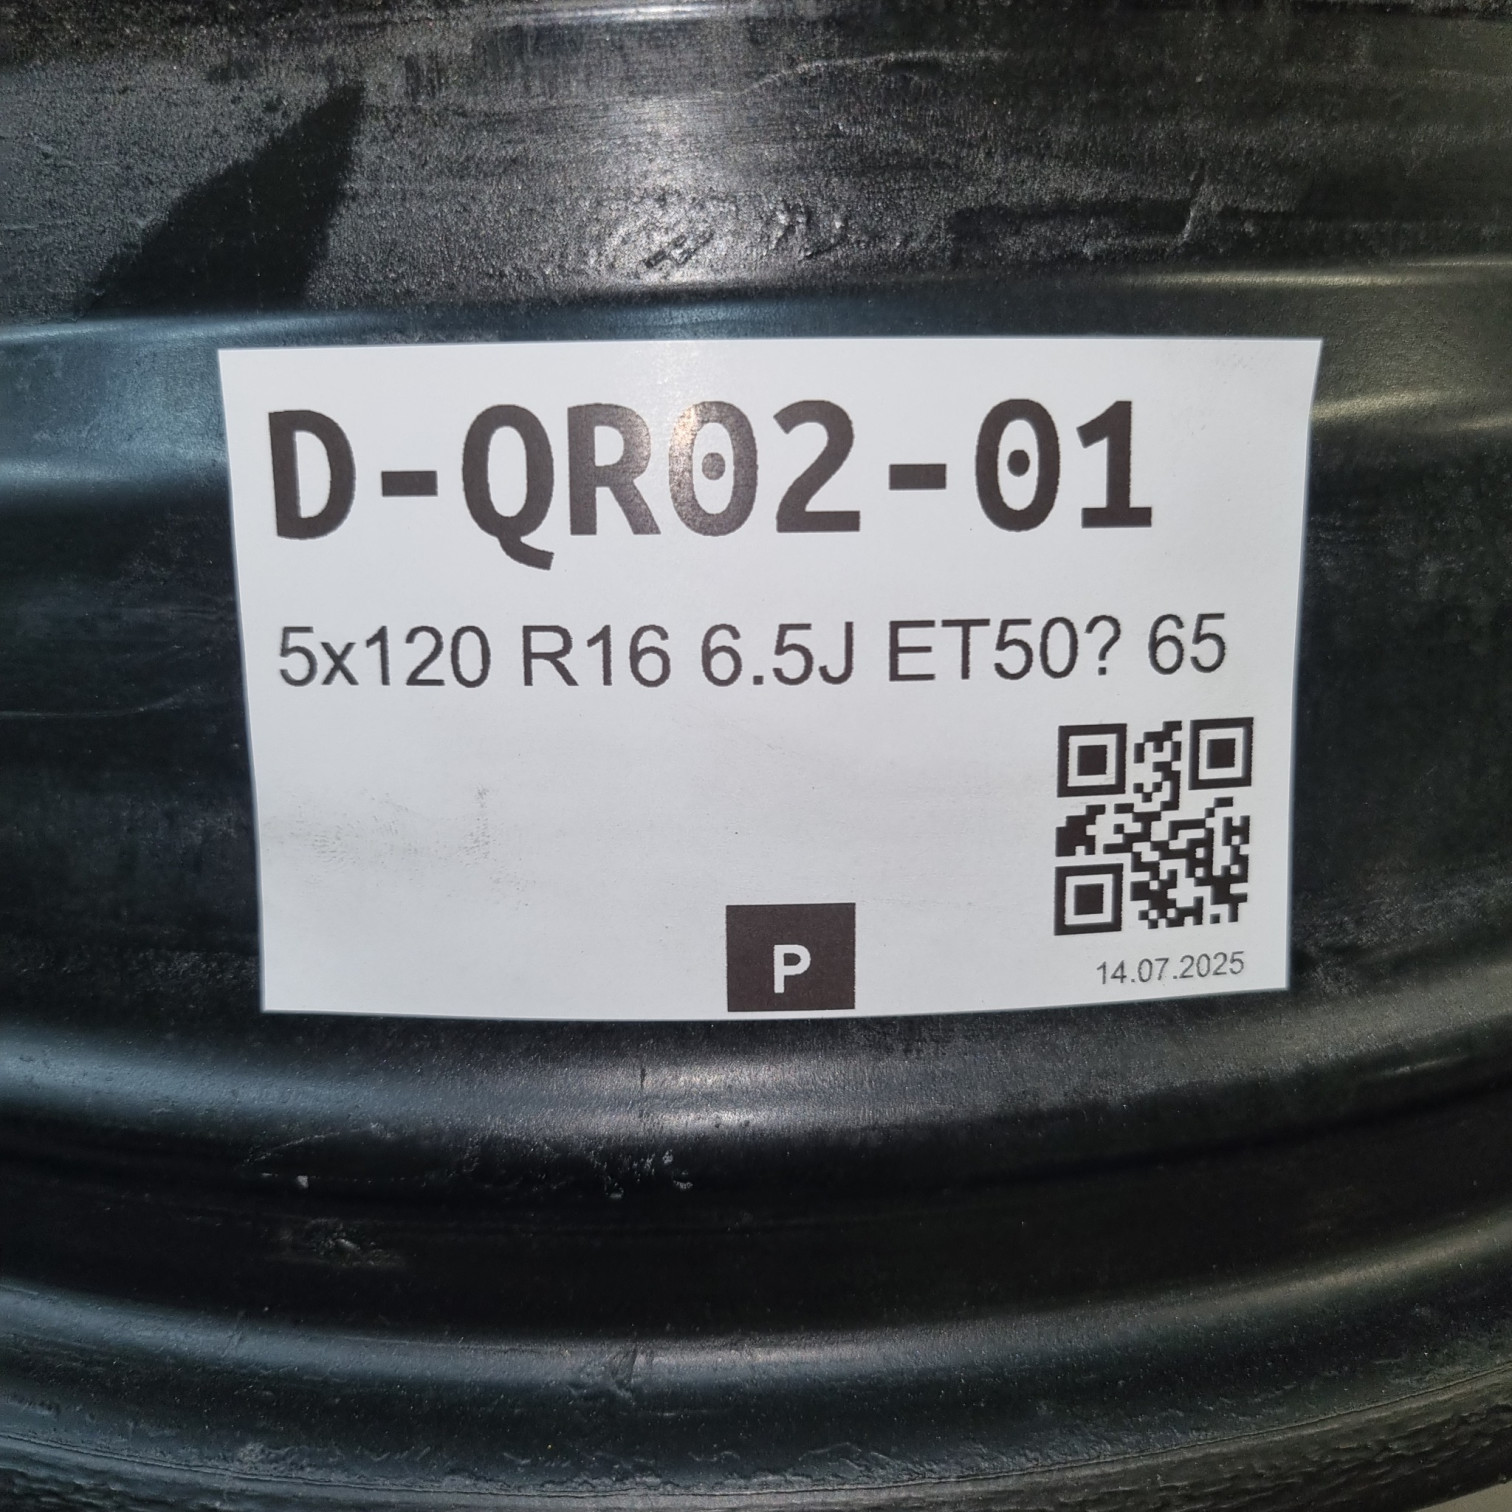 D-QR02-01
5x120 R16 6.5J ET50? 65
P
14.07.2025